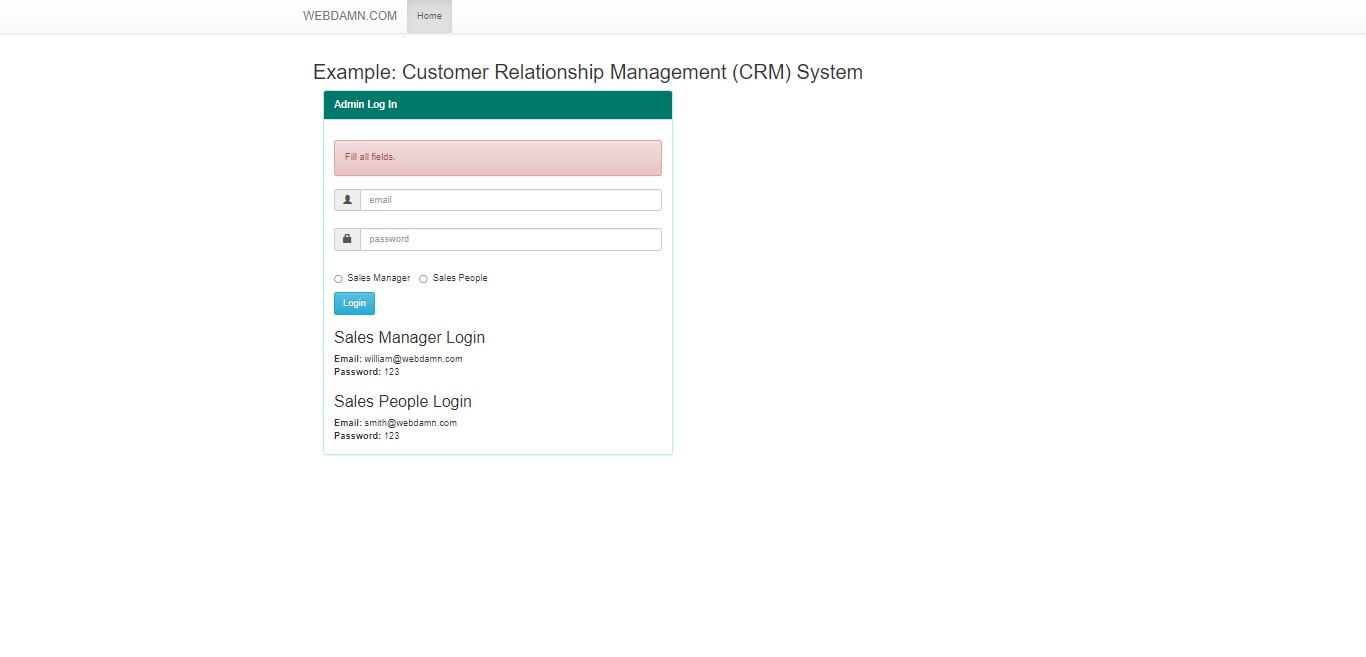 WEBDAMN.COM Home
Example: Customer Relationship Management (CRM) System
Admin Log In
Fill all fields.
email
password
Sales Manager Sales People
Login
Sales Manager Login
Email: william@webdamn.com
Password: 123
Sales People Login
Email: smith@webdamn.com
Password: 123